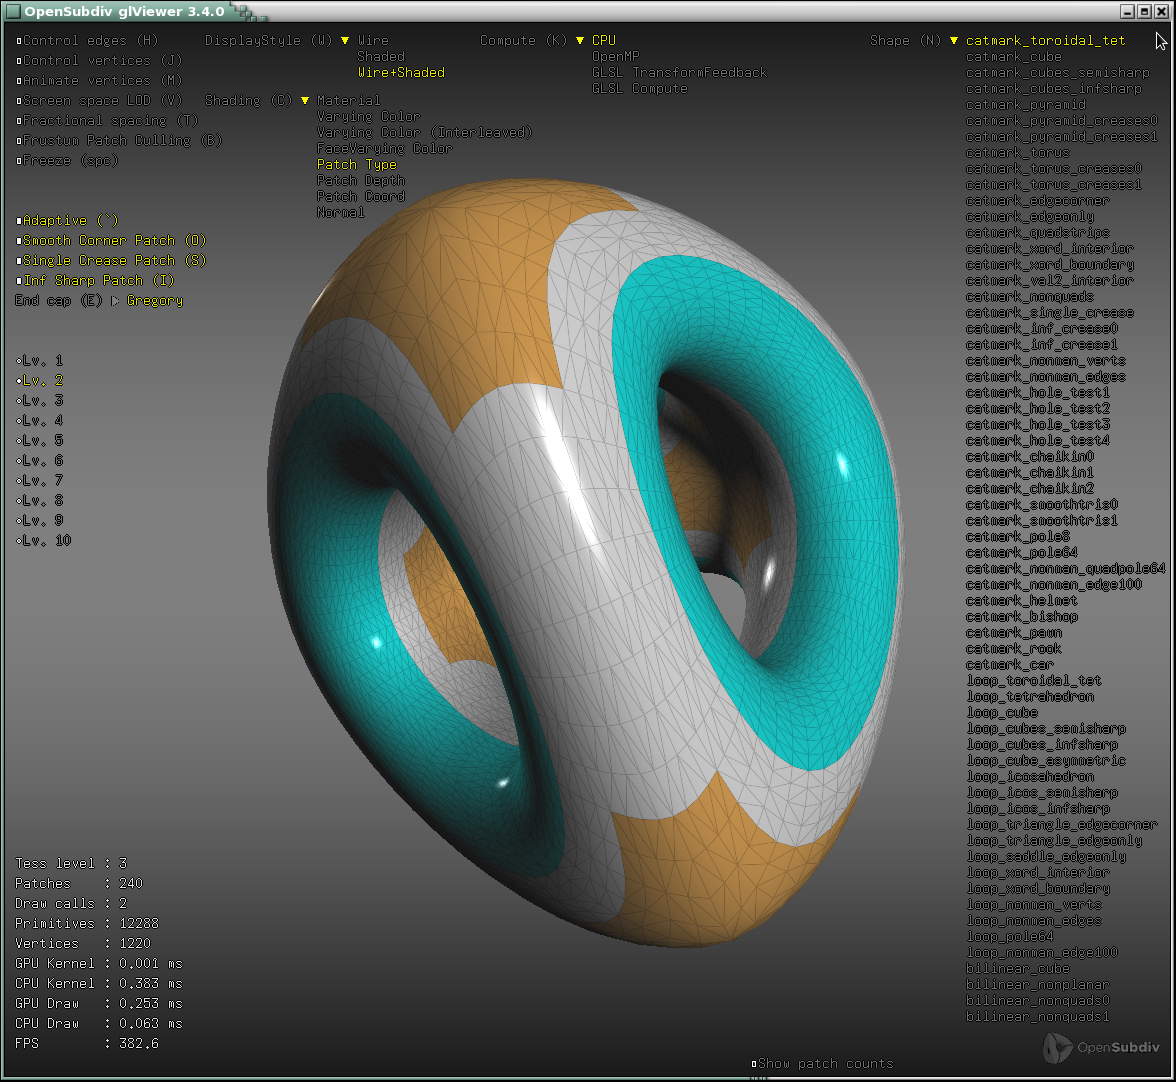 OpenSubdiv glViewer 3.4.0
Control edges (H)
Control vertices (J)
Animate vertices (M)
Screen space LOD (V)
Fractional spacing (T)
Frustum Patch Culling (B)
Freeze (spc)
Adaptive (`)
Smooth Corner Patch (O)
Single Crease Patch (S)
Inf Sharp Patch (I)
End cap (E) Gregory
Lv. 1
Lv. 2
Lv. 3
Lv. 4
Lv. 5
Lv. 6
Lv. 7
Lv. 8
Lv. 9
Lv. 10
DisplayStyle (W) Wire
Shaded
Wire+Shaded
Shading (C) Material
Varying Color
Varying Color (Interleaved)
FaceVarying Color
Patch Type
Patch Depth
Patch Coord
Normal
Compute (K) CPU
OpenMP
GLSL TransformFeedback
GLSL Compute
Shape (N) catmark_toroidal_tet
catmark_cube
catmark_cubes_semisharp
catmark_cubes_infsharp
catmark_pyramid
catmark_pyramid_creases0
catmark_pyramid_creases1
catmark_torus
catmark_torus_creases0
catmark_torus_creases1
catmark_edgecorner
catmark_edgeonly
catmark_quadstrips
catmark_xord_interior
catmark_xord_boundary
catmark_val2_interior
catmark_nonquads
catmark_single_crease
catmark_inf_crease0
catmark_inf_crease1
catmark_nonman_verts
catmark_nonman_edges
catmark_hole_test1
catmark_hole_test2
catmark_hole_test3
catmark_hole_test4
catmark_chaikin0
catmark_chaikin1
catmark_chaikin2
catmark_smoothtris0
catmark_smoothtris1
catmark_pole8
catmark_pole64
catmark_nonman_quadpole64
catmark_nonman_edge100
catmark_helmet
catmark_bishop
catmark_pawn
catmark_rook
catmark_car
loop_toroidal_tet
loop_tetrahedron
loop_cube
loop_cubes_semisharp
loop_cubes_infsharp
loop_cube_asymmetric
loop_icosahedron
loop_icos_semisharp
loop_icos_infsharp
loop_triangle_edgecorner
loop_triangle_edgeonly
loop_saddle_edgeonly
loop_xord_interior
loop_xord_boundary
loop_nonman_verts
loop_nonman_edges
loop_pole64
loop_nonman_edge100
bilinear_cube
bilinear_nonplanar
bilinear_nonquads0
bilinear_nonquads1
Tess level : 3
Patches : 240
Draw calls : 2
Primitives : 12288
Vertices : 1220
GPU Kernel : 0.001 ms
CPU Kernel : 0.383 ms
GPU Draw : 0.253 ms
CPU Draw : 0.063 ms
FPS : 382.6
Show patch counts
OpenSubdiv